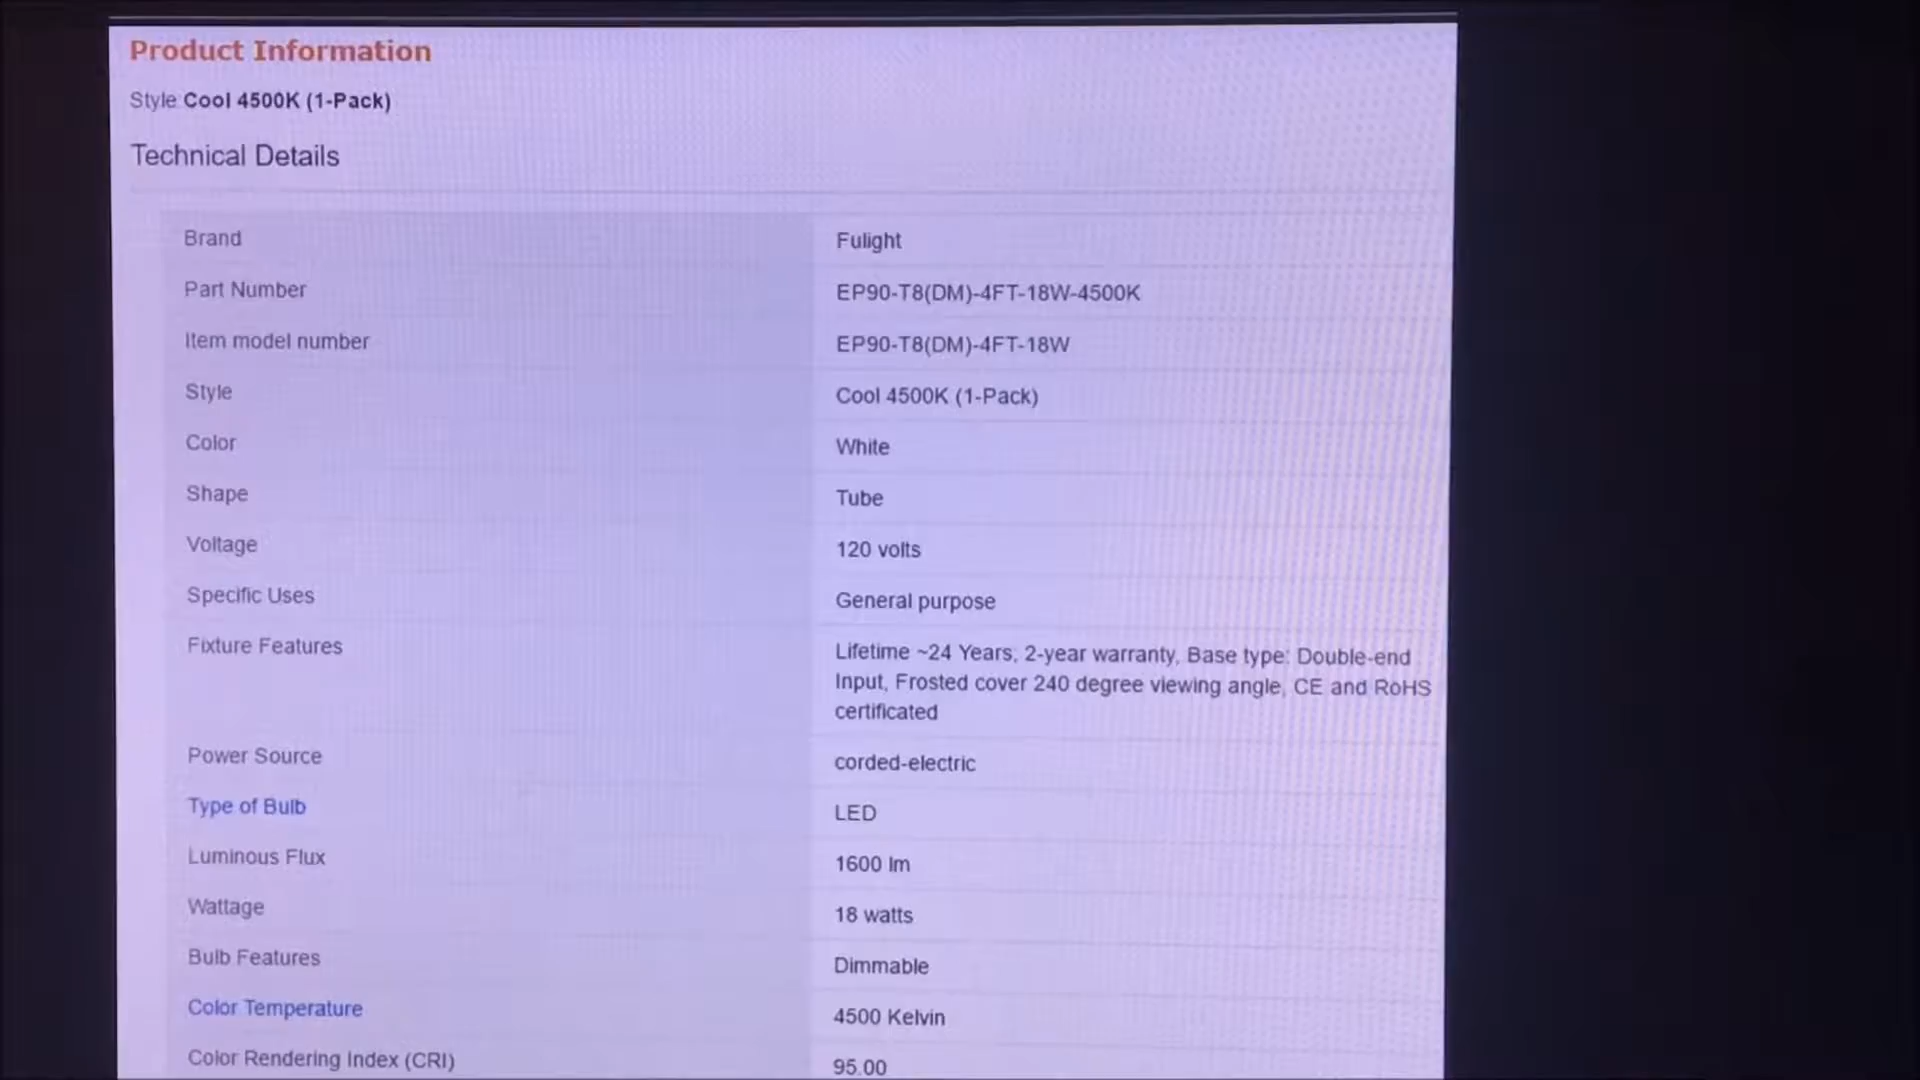 Product Information
Style: Cool 4500K (1-Pack)
Technical Details
Brand Fulight
Part Number EP90-T8(DM)-4FT-18W-4500K
Item model number EP90-T8(DM)-4FT-18W
Style Cool 4500K (1-Pack)
Color White
Shape Tube
Voltage 120 volts
Specific Uses General purpose
Fixture Features Lifetime ~24 Years, 2-year warranty, Base type: Double-end
Input, Frosted cover 240 degree viewing angle, CE and RoHS
certificated
Power Source corded-electric
Type of Bulb LED
Luminous Flux 1600 lm
Wattage 18 watts
Bulb Features Dimmable
Color Temperature 4500 Kelvin
Color Rendering Index (CRI) 95.00